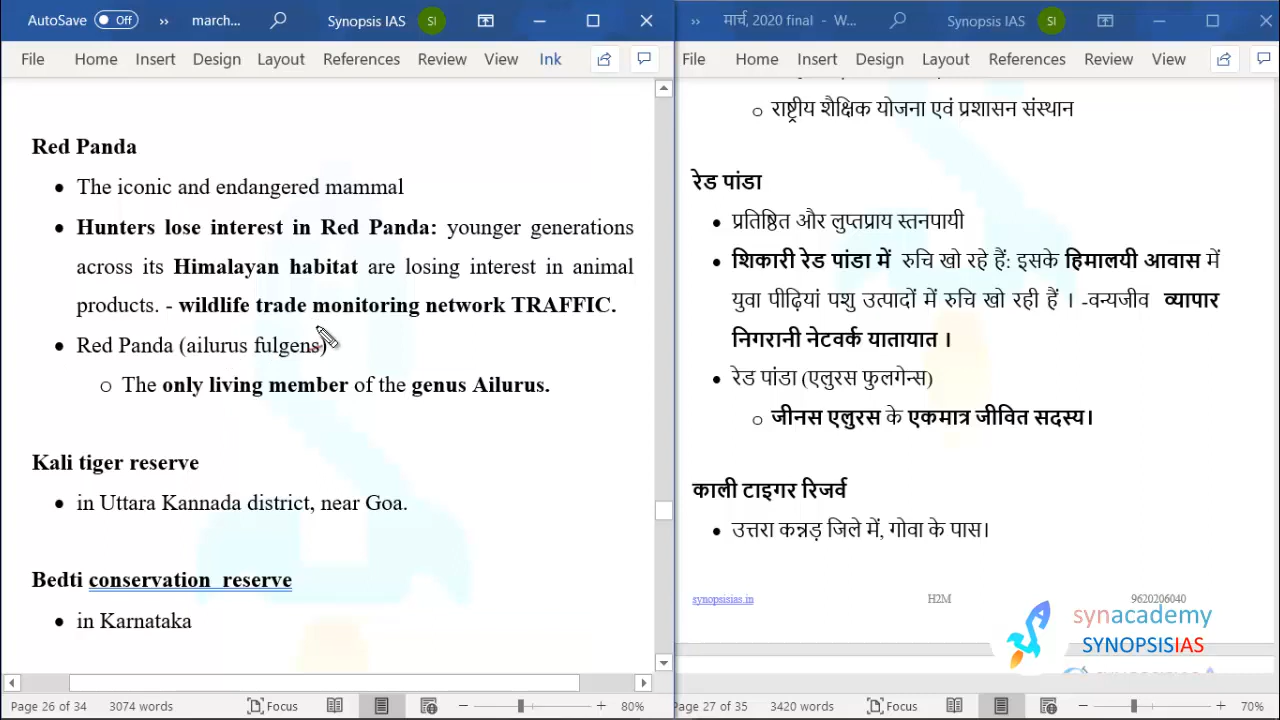 AutoSave Off » march... Synopsis IAS SI
File Home Insert Design Layout References Review View Ink
Red Panda
• The iconic and endangered mammal
• Hunters lose interest in Red Panda: younger generations
across its Himalayan habitat are losing interest in animal
products. - wildlife trade monitoring network TRAFFIC.
• Red Panda (ailurus fulgens)
o The only living member of the genus Ailurus.
Kali tiger reserve
• in Uttara Kannada district, near Goa.
Bedti conservation reserve
• in Karnataka
Page 26 of 34 3074 words Focus 80%
» मार्च, 2020 final - W... Synopsis IAS SI
File Home Insert Design Layout References Review View
o राष्ट्रीय शैक्षिक योजना एवं प्रशासन संस्थान
रेड पांडा
• प्रतिष्ठित और लुप्तप्राय स्तनपायी
• शिकारी रेड पांडा में रुचि खो रहे हैं: इसके हिमालयी आवास में
युवा पीढ़ियां पशु उत्पादों में रुचि खो रही हैं । -वन्यजीव व्यापार
निगरानी नेटवर्क यातायात ।
• रेड पांडा (एलुरस फुलगेन्स)
o जीनस एलुरस के एकमात्र जीवित सदस्य।
काली टाइगर रिजर्व
• उत्तरा कन्नड़ जिले में, गोवा के पास।
synopsisias.in H2M 9620206040
synacademy
SYNOPSISIAS
Page 27 of 35 3420 words Focus 70%